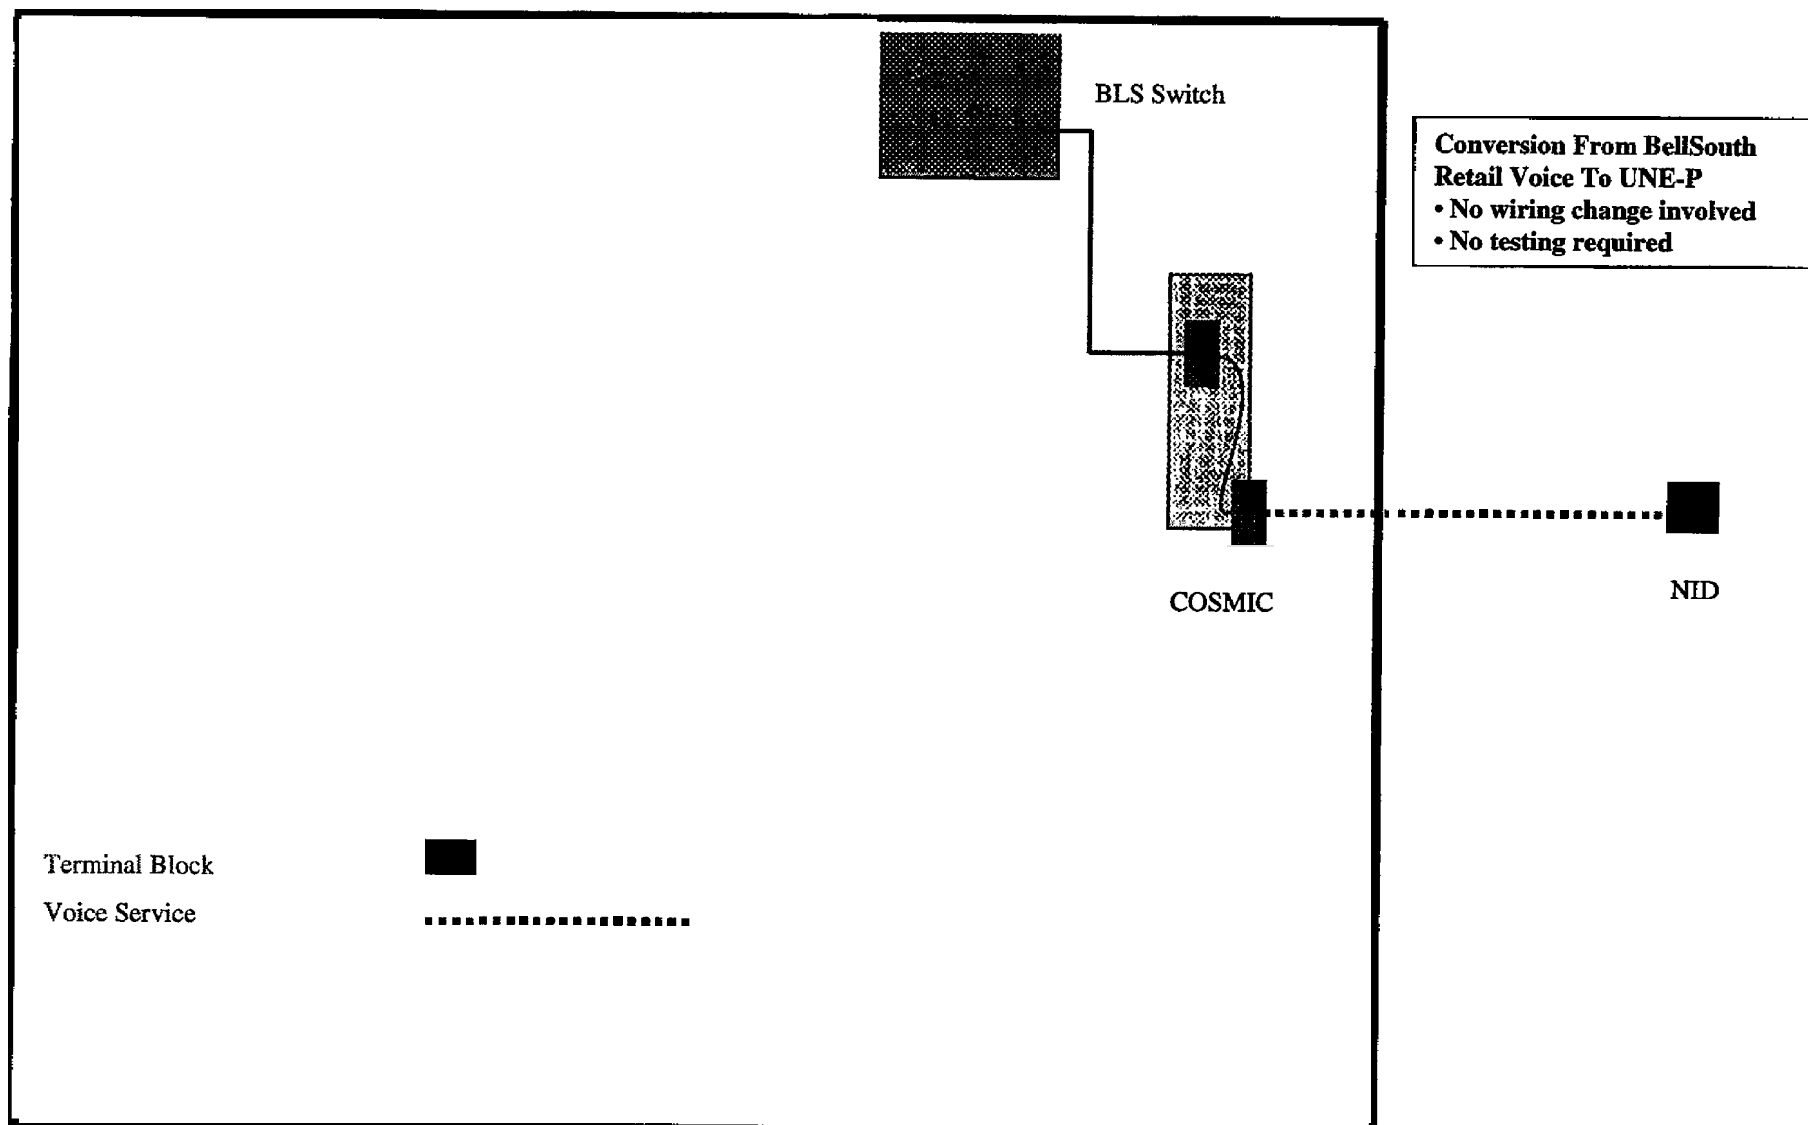 BLS Switch
Conversion From BellSouth
Retail Voice To UNE-P
• No wiring change involved
• No testing required
COSMIC
NID
Terminal Block
Voice Service